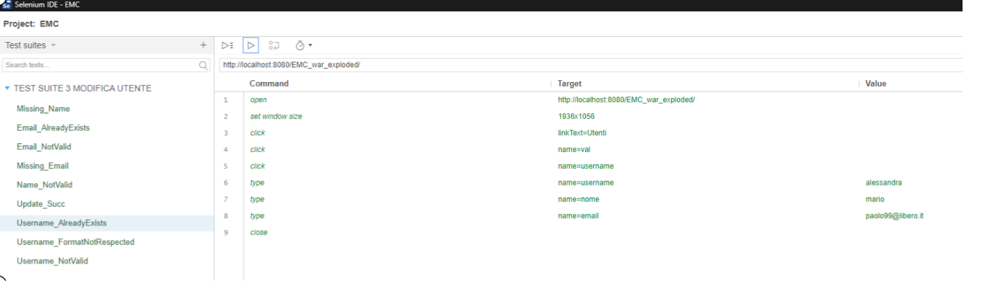 Selenium IDE - EMC
Project: EMC
Test suites
Search tests...
TEST SUITE 3 MODIFICA UTENTE
Missing_Name
Email_AlreadyExists
Email_NotValid
Missing_Email
Name_NotValid
Update_Succ
Username_AlreadyExists
Username_FormatNotRespected
Username_NotValid
http://localhost:8080/EMC_war_exploded/
Command Target Value
1 open http://localhost:8080/EMC_war_exploded/
2 set window size 1936x1056
3 click linkText=Utenti
4 click name=val
5 click name=username
6 type name=username alessandra
7 type name=nome mario
8 type name=email paolo99@libero.it
9 close